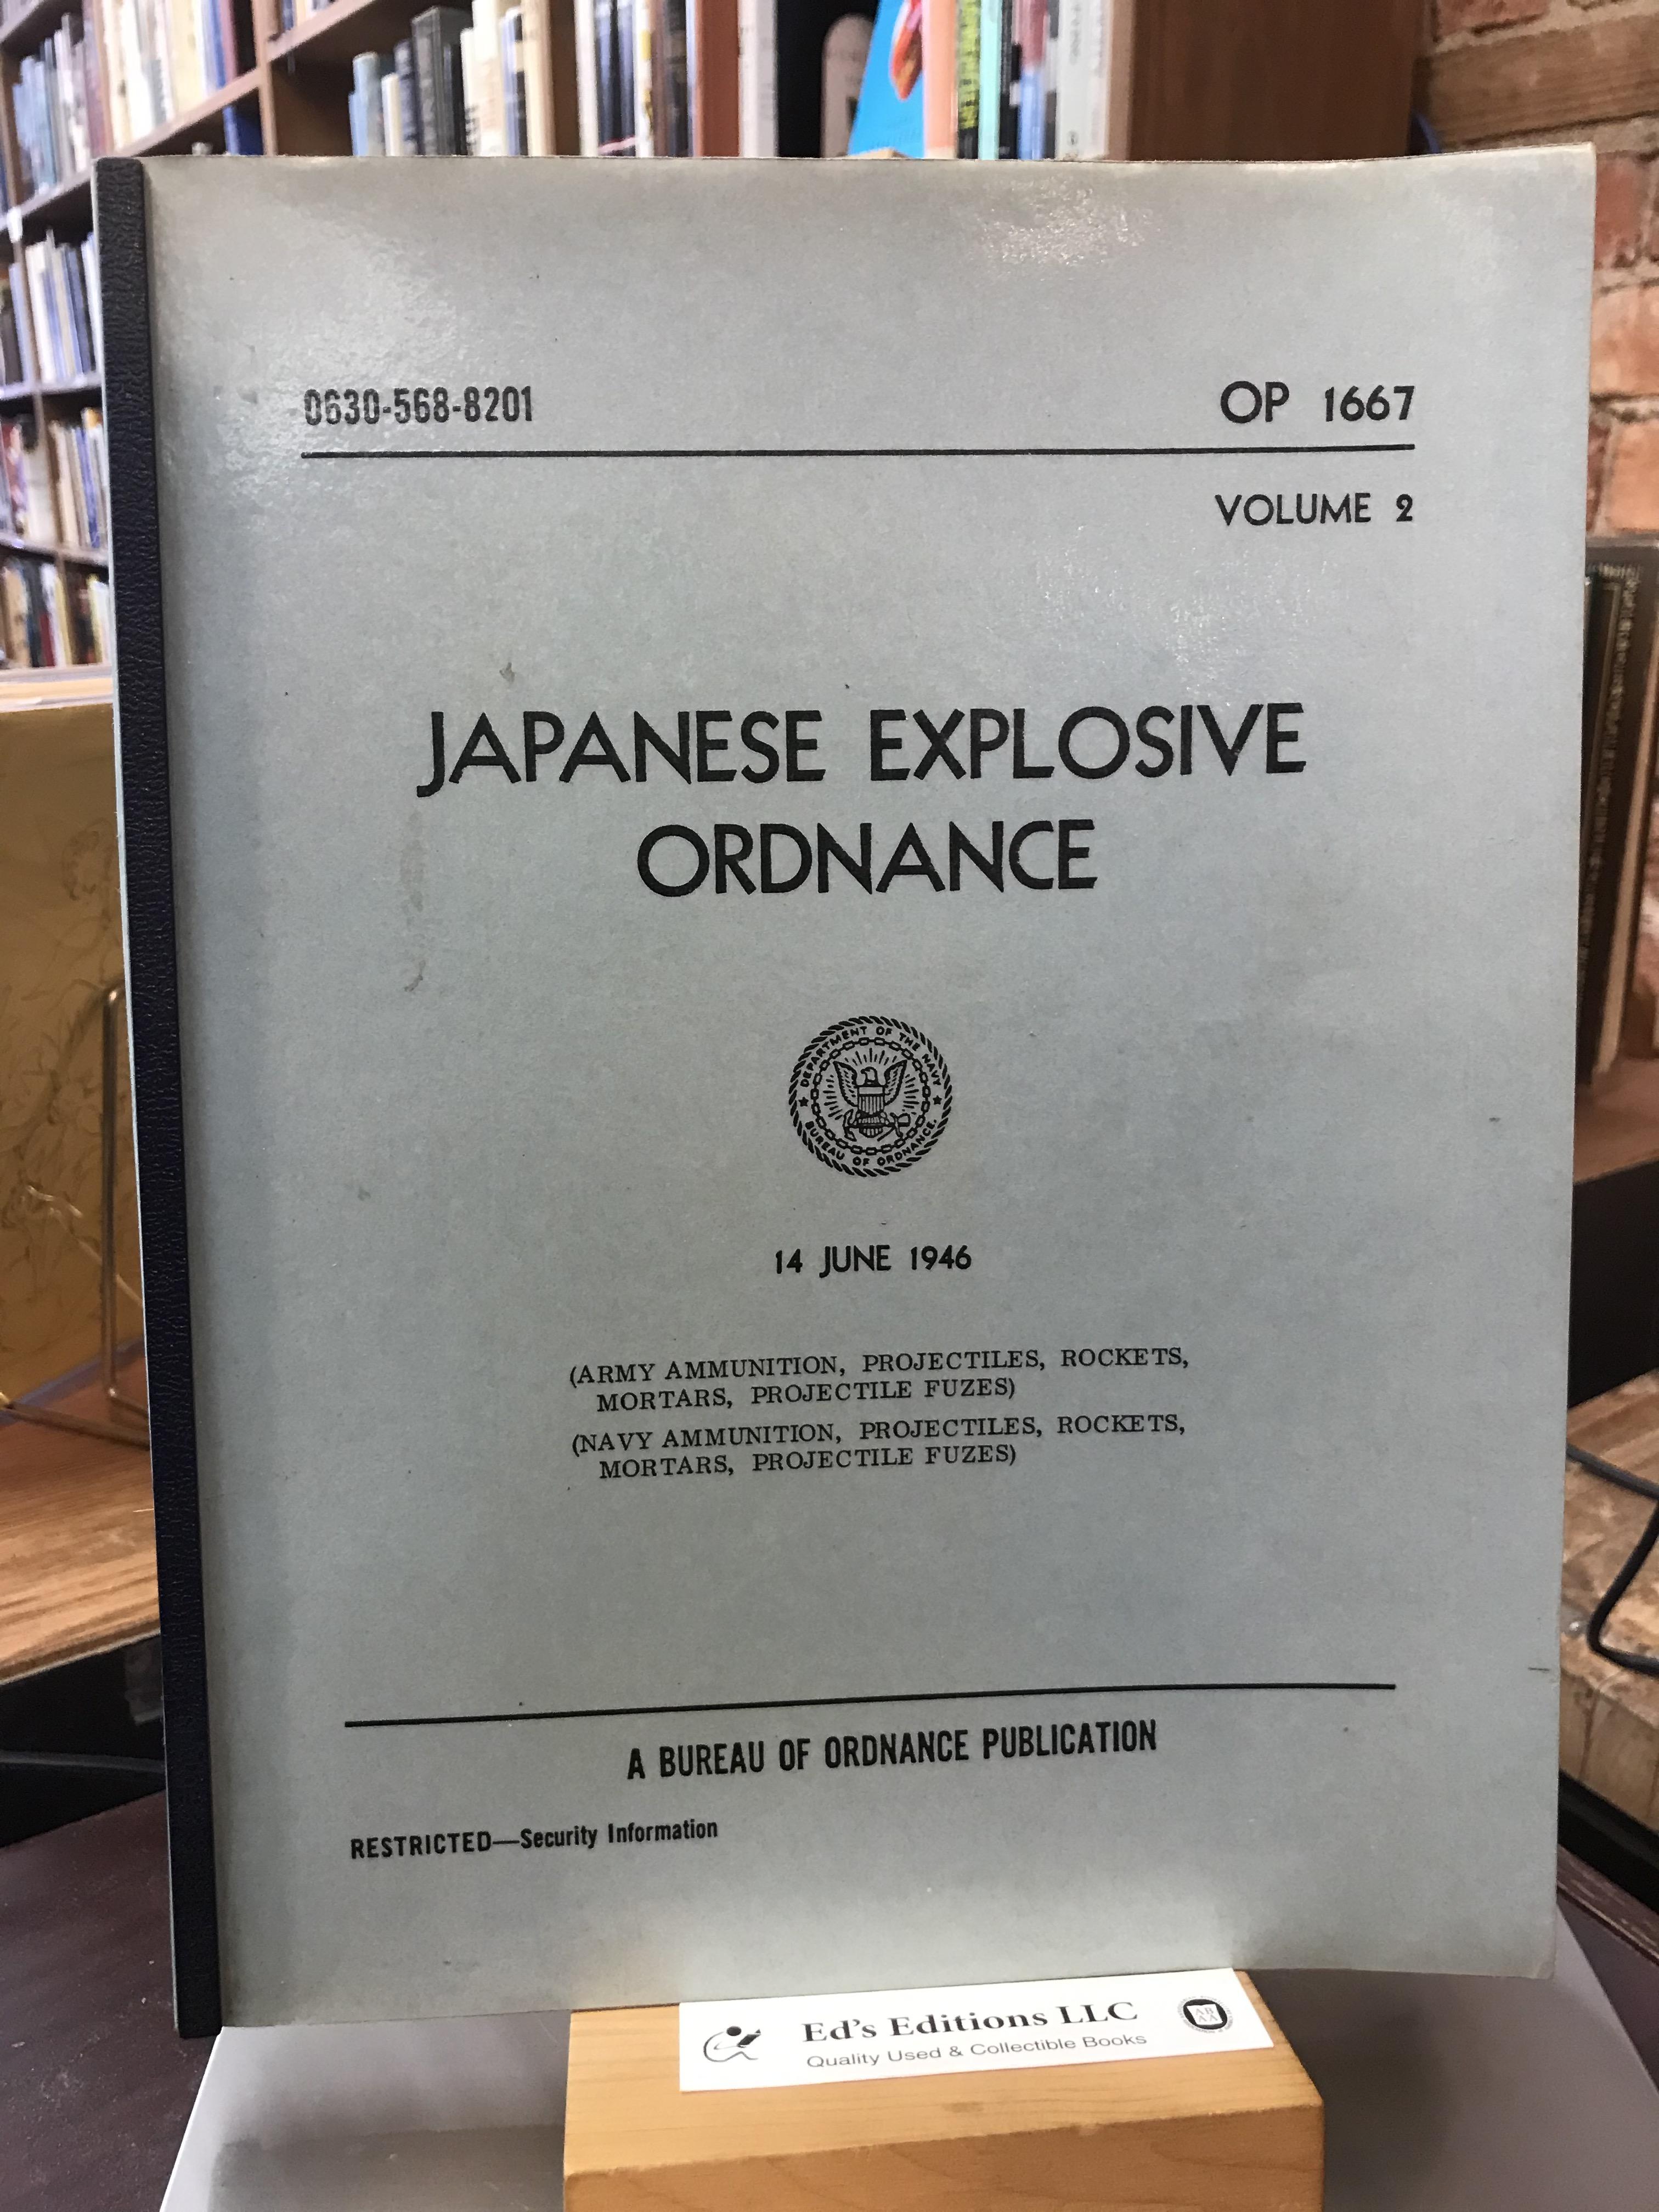 0630-568-8201
OP 1667
VOLUME 2
JAPANESE EXPLOSIVE
ORDNANCE
DEPARTMENT OF THE NAVY
BUREAU OF ORDNANCE
14 JUNE 1946
(ARMY AMMUNITION, PROJECTILES, ROCKETS,
MORTARS, PROJECTILE FUZES)
(NAVY AMMUNITION, PROJECTILES, ROCKETS,
MORTARS, PROJECTILE FUZES)
A BUREAU OF ORDNANCE PUBLICATION
RESTRICTED—Security Information
Ed's Editions LLC
Quality Used & Collectible Books